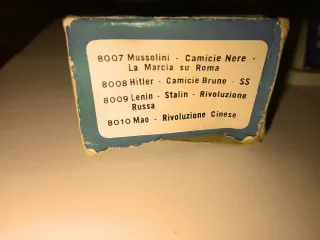 8007 Mussolini - Camicie Nere -
La Marcia su Roma
8008 Hitler - Camicie Brune - SS
8009 Lenin - Stalin - Rivoluzione
Russa
8010 Mao - Rivoluzione Cinese